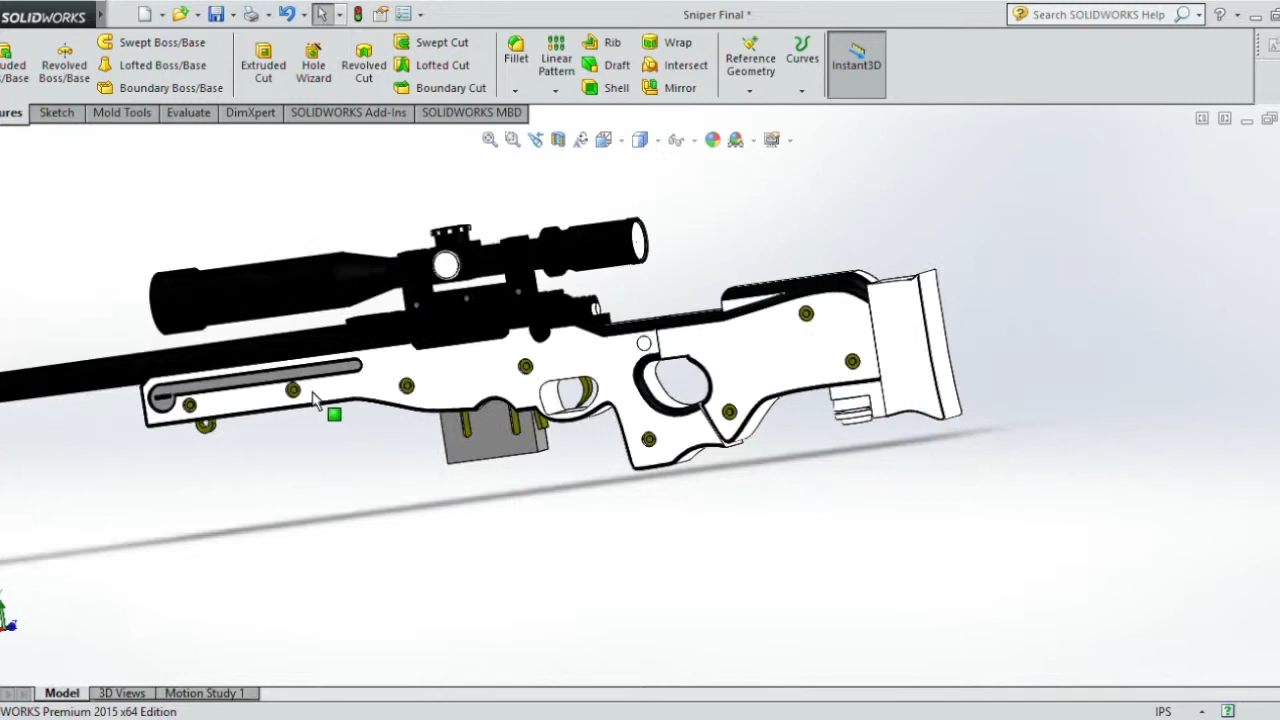 SOLIDWORKS
Sniper Final *
Search SOLIDWORKS Help
Swept Boss/Base
Lofted Boss/Base
Boundary Boss/Base
uded
s/Base
Revolved
Boss/Base
Extruded
Cut
Hole
Wizard
Revolved
Cut
Swept Cut
Lofted Cut
Boundary Cut
Fillet
Linear
Pattern
Rib
Draft
Shell
Wrap
Intersect
Mirror
Reference
Geometry
Curves
Instant3D
ures
Sketch
Mold Tools
Evaluate
DimXpert
SOLIDWORKS Add-Ins
SOLIDWORKS MBD
Model
3D Views
Motion Study 1
WORKS Premium 2015 x64 Edition
IPS